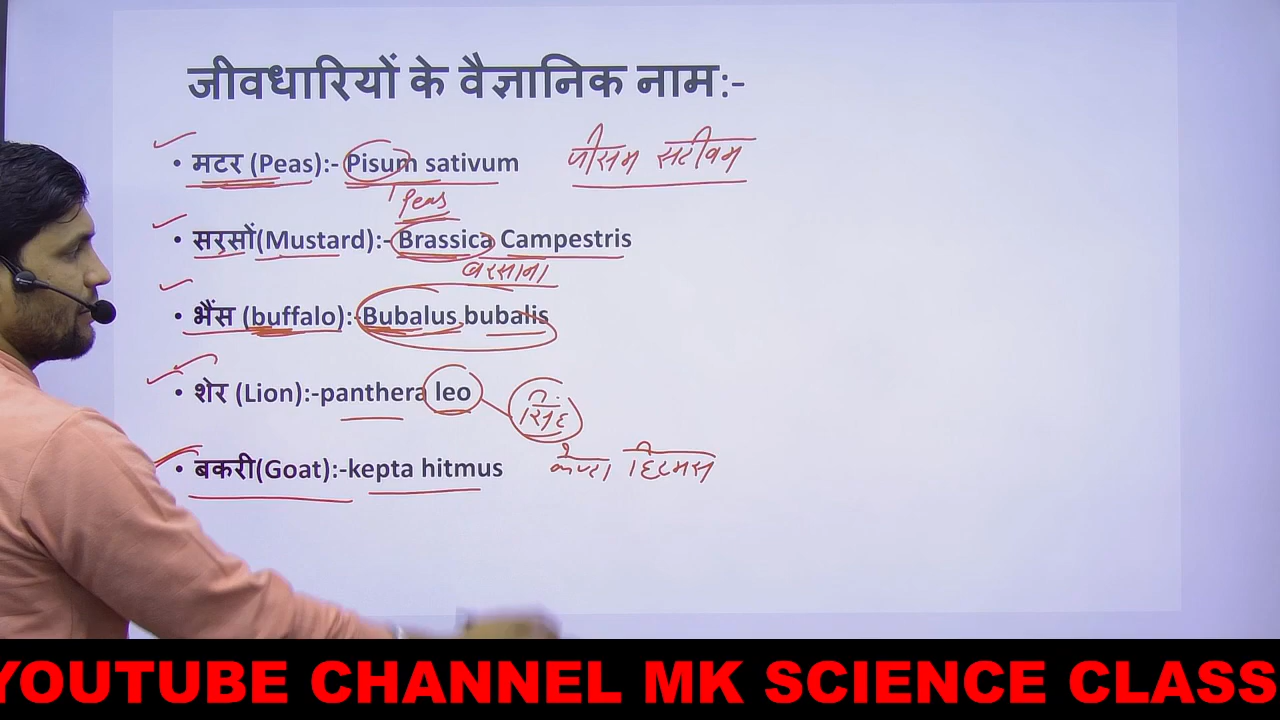 जीवधारियों के वैज्ञानिक नाम:-
• मटर (Peas):- Pisum sativum पीसम सटीवम
Peas
• सरसों(Mustard):- Brassica Campestris
बरसाना
• भैंस (buffalo):-Bubalus bubalis
• शेर (Lion):-panthera leo सिंह
• बकरी(Goat):-kepta hitmus केप्टा हिटमस
YOUTUBE CHANNEL MK SCIENCE CLASS